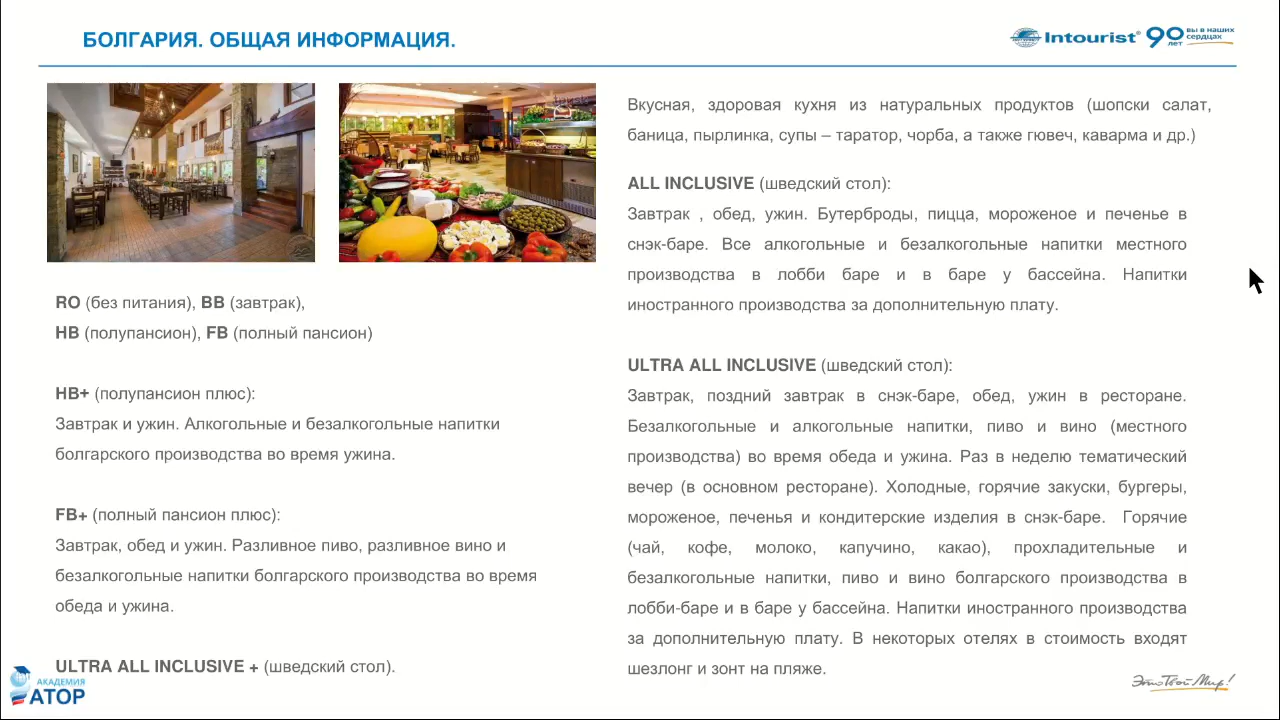 БОЛГАРИЯ. ОБЩАЯ ИНФОРМАЦИЯ.
Intourist® 90 лет вы в наших сердцах
RO (без питания), BB (завтрак),
HB (полупансион), FB (полный пансион)
HB+ (полупансион плюс):
Завтрак и ужин. Алкогольные и безалкогольные напитки
болгарского производства во время ужина.
FB+ (полный пансион плюс):
Завтрак, обед и ужин. Разливное пиво, разливное вино и
безалкогольные напитки болгарского производства во время
обеда и ужина.
ULTRA ALL INCLUSIVE + (шведский стол).
Вкусная, здоровая кухня из натуральных продуктов (шопски салат,
баница, пырлинка, супы – таратор, чорба, а также гювеч, каварма и др.)
ALL INCLUSIVE (шведский стол):
Завтрак , обед, ужин. Бутерброды, пицца, мороженое и печенье в
снэк-баре. Все алкогольные и безалкогольные напитки местного
производства в лобби баре и в баре у бассейна. Напитки
иностранного производства за дополнительную плату.
ULTRA ALL INCLUSIVE (шведский стол):
Завтрак, поздний завтрак в снэк-баре, обед, ужин в ресторане.
Безалкогольные и алкогольные напитки, пиво и вино (местного
производства) во время обеда и ужина. Раз в неделю тематический
вечер (в основном ресторане). Холодные, горячие закуски, бургеры,
мороженое, печенья и кондитерские изделия в снэк-баре. Горячие
(чай, кофе, молоко, капучино, какао), прохладительные и
безалкогольные напитки, пиво и вино болгарского производства в
лобби-баре и в баре у бассейна. Напитки иностранного производства
за дополнительную плату. В некоторых отелях в стоимость входят
шезлонг и зонт на пляже.
АКАДЕМИЯ
АТОР
Это Твой Мир!